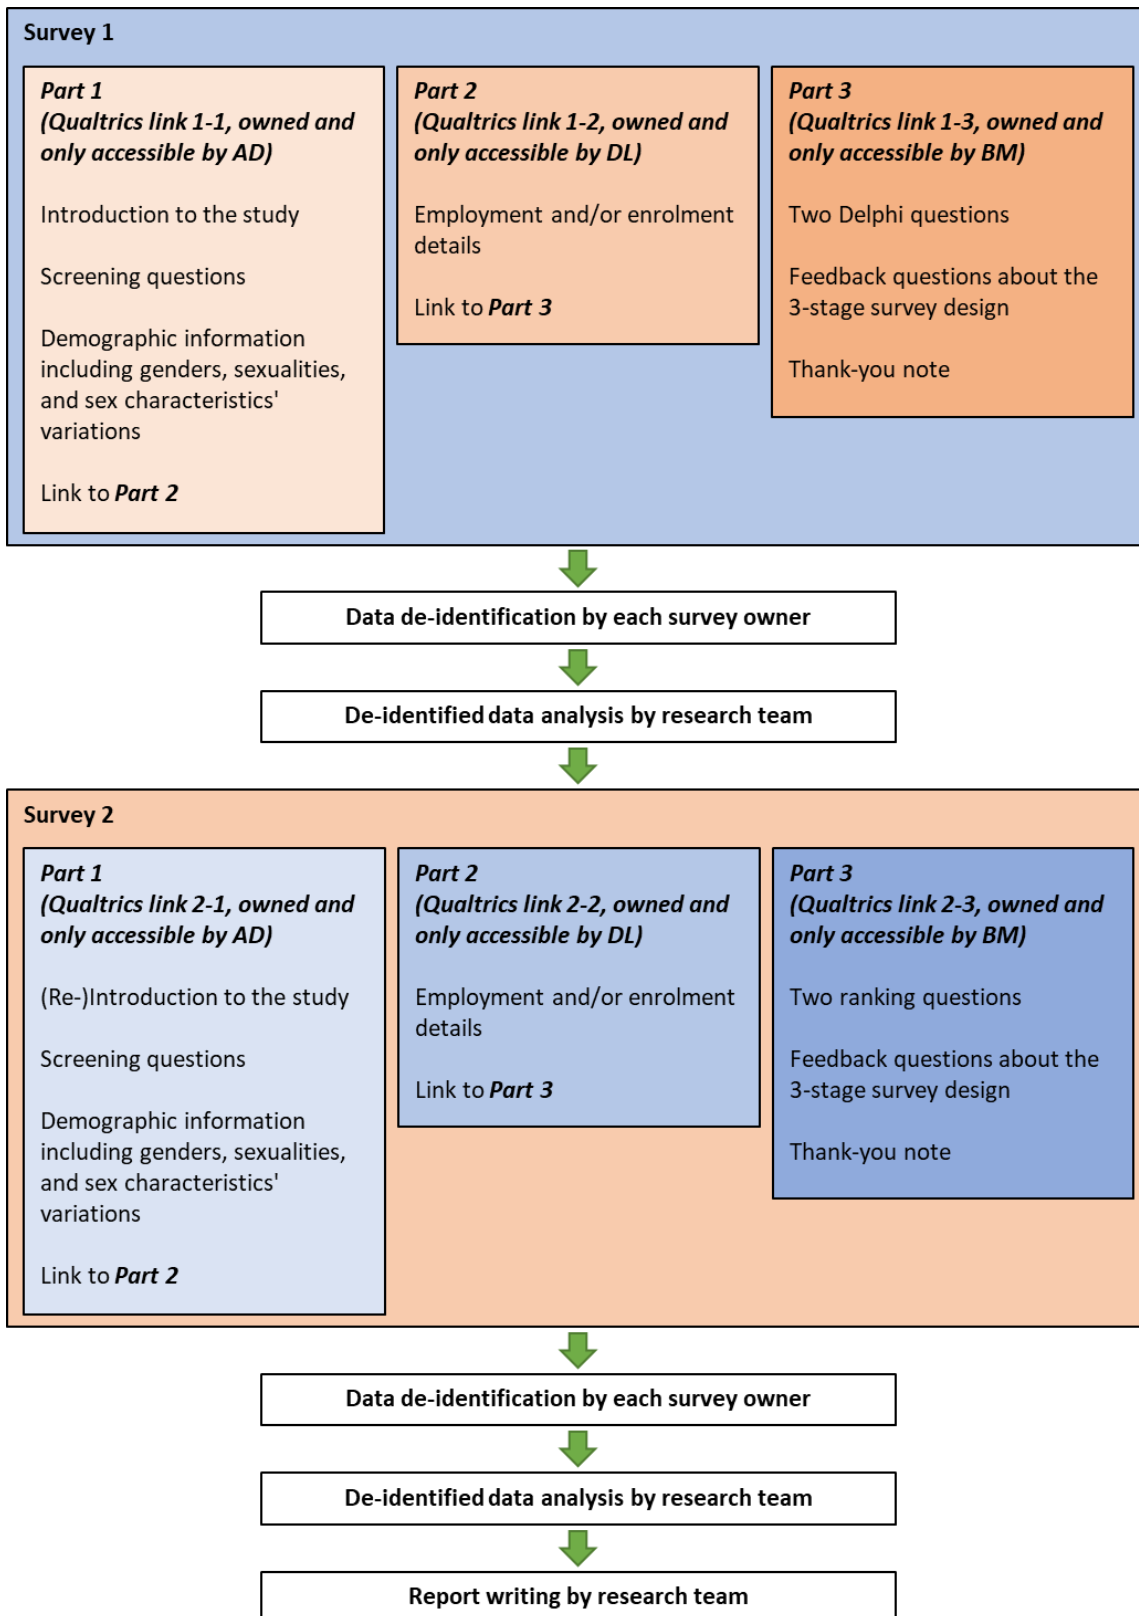 Survey 1
Part 1
(Qualtrics link 1-1, owned and
only accessible by AD)
Introduction to the study
Screening questions
Demographic information
including genders, sexualities,
and sex characteristics'
variations
Link to Part 2
Part 2
(Qualtrics link 1-2, owned and
only accessible by DL)
Employment and/or enrolment
details
Link to Part 3
Part 3
(Qualtrics link 1-3, owned and
only accessible by BM)
Two Delphi questions
Feedback questions about the
3-stage survey design
Thank-you note
Data de-identification by each survey owner
De-identified data analysis by research team
Survey 2
Part 1
(Qualtrics link 2-1, owned and
only accessible by AD)
(Re-)Introduction to the study
Screening questions
Demographic information
including genders, sexualities,
and sex characteristics'
variations
Link to Part 2
Part 2
(Qualtrics link 2-2, owned and
only accessible by DL)
Employment and/or enrolment
details
Link to Part 3
Part 3
(Qualtrics link 2-3, owned and
only accessible by BM)
Two ranking questions
Feedback questions about the
3-stage survey design
Thank-you note
Data de-identification by each survey owner
De-identified data analysis by research team
Report writing by research team